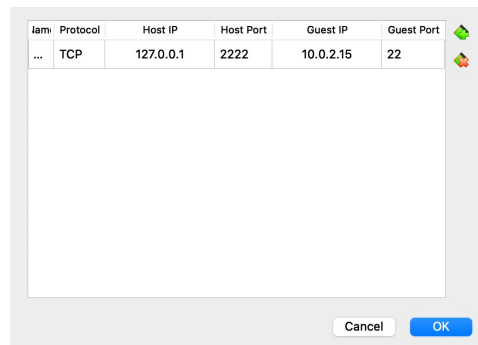 Protocol Host IP Host Port Guest IP Guest Port
... TCP 127.0.0.1 2222 10.0.2.15 22
Cancel OK